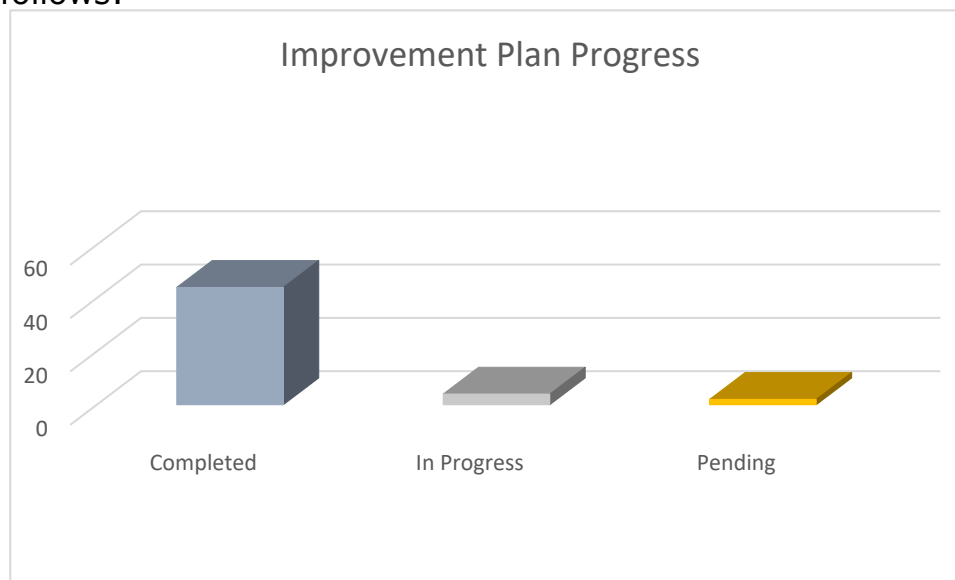 follows:
Improvement Plan Progress
60
40
20
0
Completed In Progress Pending